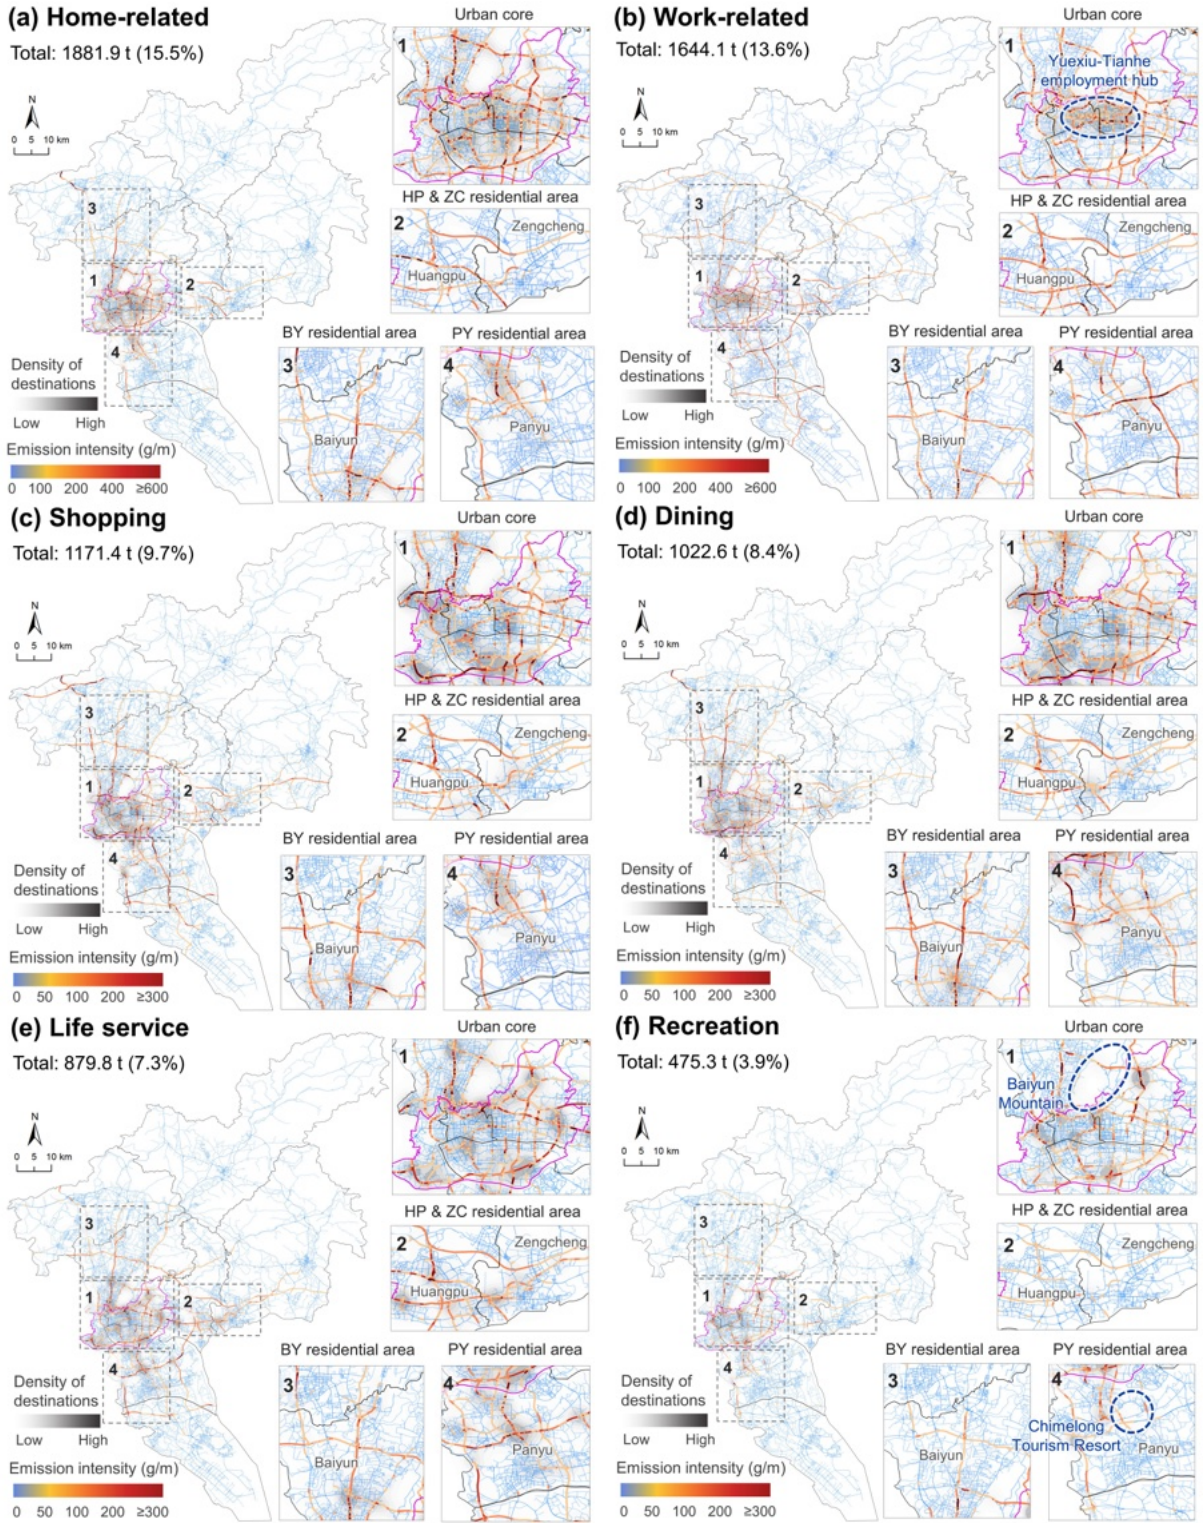 (a) Home-related
Total: 1881.9 t (15.5%)
N
0 5 10 km
3
1
2
4
Density of
destinations
Low High
Emission intensity (g/m)
0 100 200 400 ≥600
Urban core
1
HP & ZC residential area
2
Zengcheng
Huangpu
BY residential area
3
Baiyun
PY residential area
4
Panyu
(b) Work-related
Total: 1644.1 t (13.6%)
N
0 5 10 km
3
1
2
4
Density of
destinations
Low High
Emission intensity (g/m)
0 100 200 400 ≥600
Urban core
1
Yuexiu-Tianhe
employment hub
HP & ZC residential area
2
Zengcheng
Huangpu
BY residential area
3
Baiyun
PY residential area
4
Panyu
(c) Shopping
Total: 1171.4 t (9.7%)
N
0 5 10 km
3
1
2
4
Density of
destinations
Low High
Emission intensity (g/m)
0 50 100 200 ≥300
Urban core
1
HP & ZC residential area
2
Zengcheng
Huangpu
BY residential area
3
Baiyun
PY residential area
4
Panyu
(d) Dining
Total: 1022.6 t (8.4%)
N
0 5 10 km
3
1
2
4
Density of
destinations
Low High
Emission intensity (g/m)
0 50 100 200 ≥300
Urban core
1
HP & ZC residential area
2
Zengcheng
Huangpu
BY residential area
3
Baiyun
PY residential area
4
Panyu
(e) Life service
Total: 879.8 t (7.3%)
N
0 5 10 km
3
1
2
4
Density of
destinations
Low High
Emission intensity (g/m)
0 50 100 200 ≥300
Urban core
1
HP & ZC residential area
2
Zengcheng
Huangpu
BY residential area
3
Baiyun
PY residential area
4
Panyu
(f) Recreation
Total: 475.3 t (3.9%)
N
0 5 10 km
3
1
2
4
Density of
destinations
Low High
Emission intensity (g/m)
0 50 100 200 ≥300
Urban core
1
Baiyun
Mountain
HP & ZC residential area
2
Zengcheng
Huangpu
BY residential area
3
Baiyun
PY residential area
4
Chimelong
Tourism Resort
Panyu